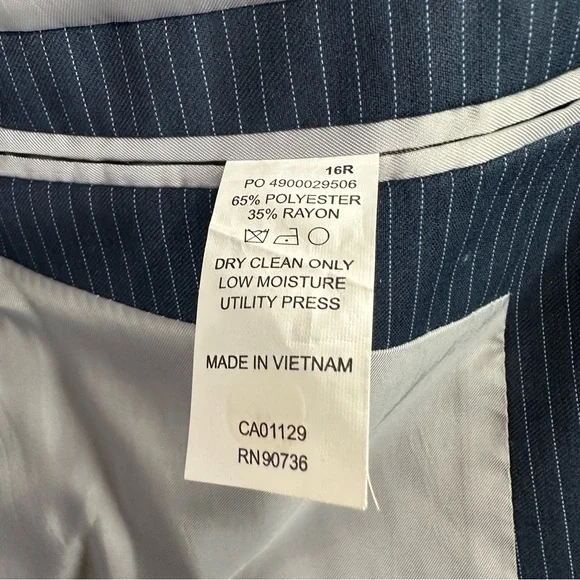 16R
PO 4900029506
65% POLYESTER
35% RAYON
DRY CLEAN ONLY
LOW MOISTURE
UTILITY PRESS
MADE IN VIETNAM
CA01129
RN90736